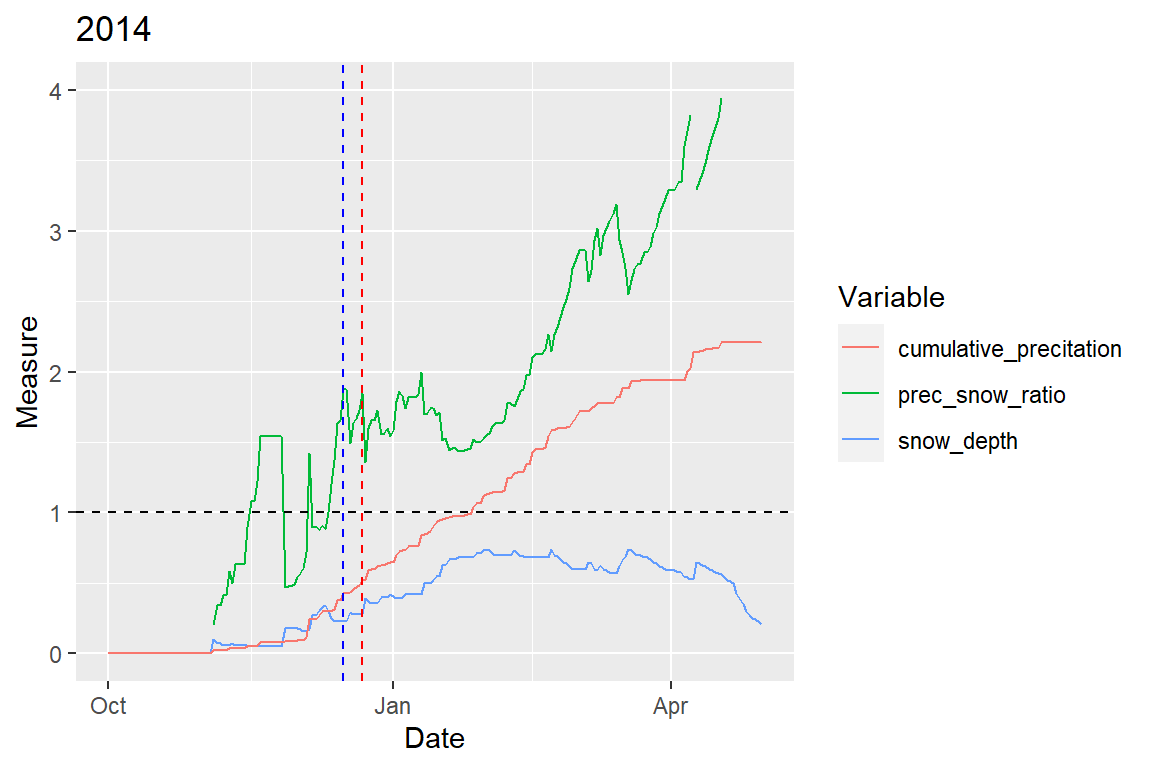 2014
4
3
2
1
0
Measure
Oct
Jan
Apr
Date
Variable
cumulative_precitation
prec_snow_ratio
snow_depth